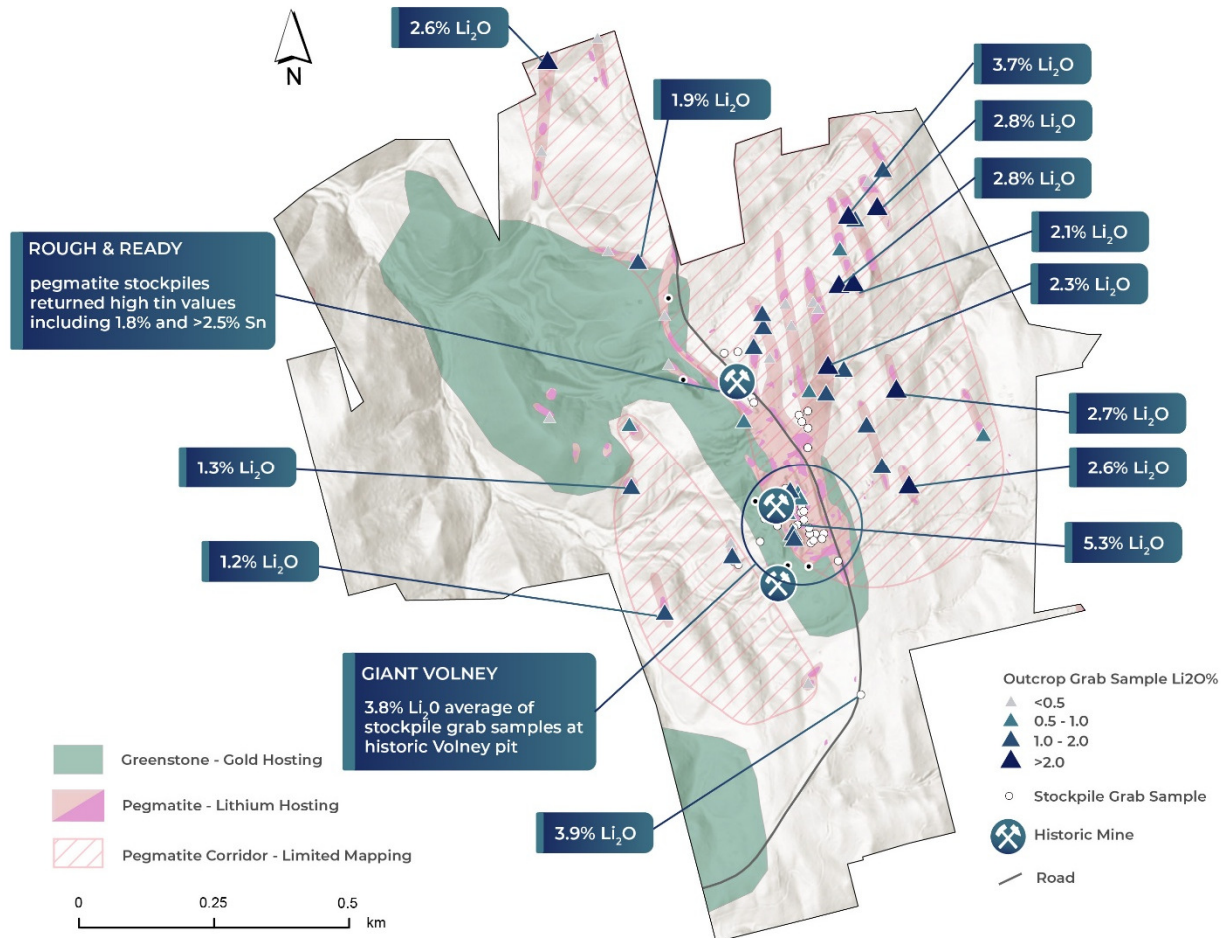 2.6% Li₂O
N
1.9% Li₂O
3.7% Li₂O
2.8% Li₂O
2.8% Li₂O
2.1% Li₂O
2.3% Li₂O
ROUGH & READY
pegmatite stockpiles
returned high tin values
including 1.8% and >2.5% Sn
2.7% Li₂O
2.6% Li₂O
1.3% Li₂O
5.3% Li₂O
1.2% Li₂O
GIANT VOLNEY
3.8% Li₂0 average of
stockpile grab samples at
historic Volney pit
3.9% Li₂O
Greenstone - Gold Hosting
Pegmatite - Lithium Hosting
Pegmatite Corridor - Limited Mapping
0 0.25 0.5
km
Outcrop Grab Sample Li2O%
<0.5
0.5 - 1.0
1.0 - 2.0
>2.0
Stockpile Grab Sample
Historic Mine
Road